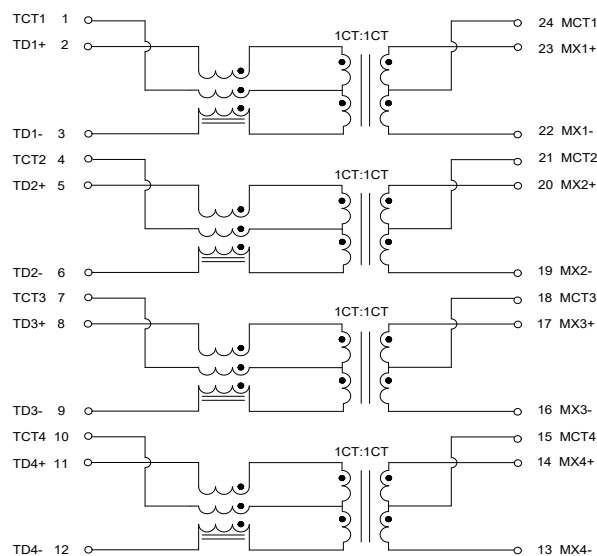 TCT1 1 24 MCT1
1CT:1CT
TD1+ 2 23 MX1+
TD1- 3 22 MX1-
TCT2 4 21 MCT2
1CT:1CT
TD2+ 5 20 MX2+
TD2- 6 19 MX2-
TCT3 7 18 MCT3
1CT:1CT
TD3+ 8 17 MX3+
TD3- 9 16 MX3-
TCT4 10 15 MCT4
1CT:1CT
TD4+ 11 14 MX4+
TD4- 12 13 MX4-